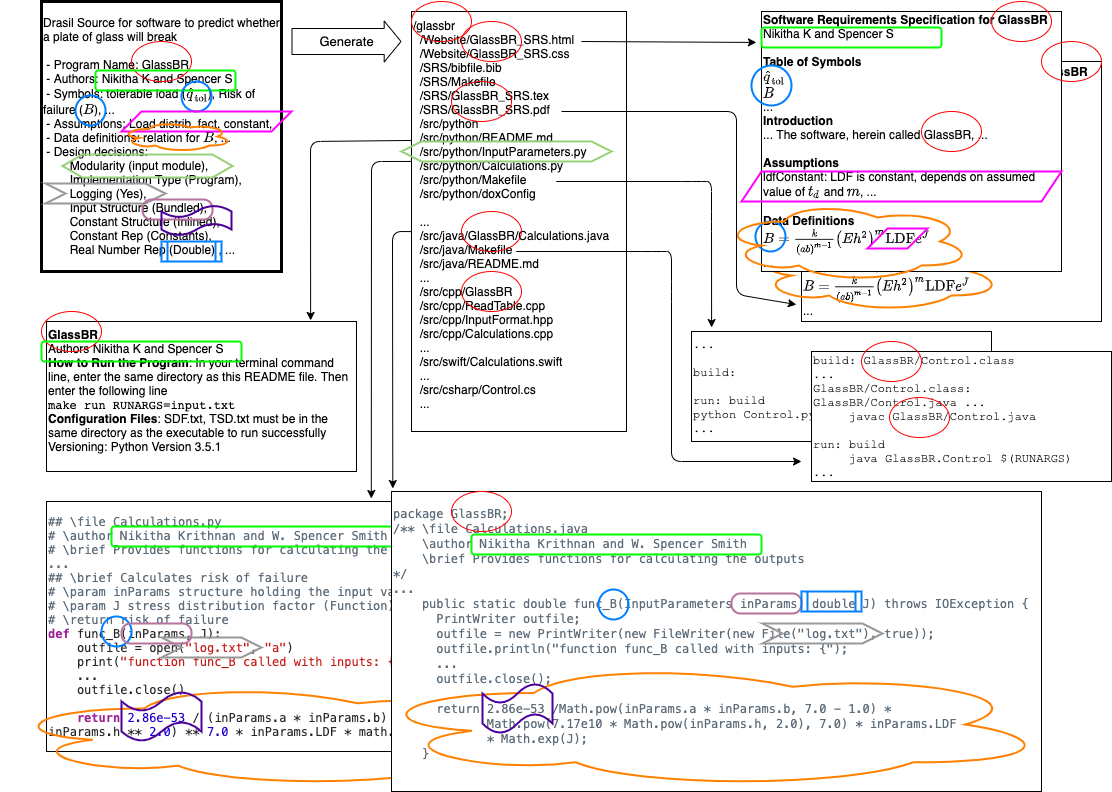 Drasil Source for software to predict whether
a plate of glass will break
- Program Name: GlassBR
- Authors: Nikitha K and Spencer S
- Symbols: tolerable load (q̂_tol), Risk of
failure (B), ...
- Assumptions: Load distrib. fact. constant,
- Data definitions: relation for B, ...
- Design decisions:
Modularity (input module),
Implementation Type (Program),
Logging (Yes),
Input Structure (Bundled),
Constant Structure (Inlined),
Constant Rep (Constants),
Real Number Rep (Double), ...
Generate
/glassbr
/Website/GlassBR_SRS.html
/Website/GlassBR_SRS.css
/SRS/bibfile.bib
/SRS/Makefile
/SRS/GlassBR_SRS.tex
/SRS/GlassBR_SRS.pdf
/src/python
/src/python/README.md
/src/python/InputParameters.py
/src/python/Calculations.py
/src/python/Makefile
/src/python/doxConfig
...
/src/java/GlassBR/Calculations.java
/src/java/Makefile
/src/java/README.md
...
/src/cpp/GlassBR
/src/cpp/ReadTable.cpp
/src/cpp/InputFormat.hpp
/src/cpp/Calculations.cpp
...
/src/swift/Calculations.swift
...
/src/csharp/Control.cs
...
Software Requirements Specification for GlassBR
Nikitha K and Spencer S
Table of Symbols
q̂_tol
B
...
Introduction
... The software, herein called GlassBR, ...
Assumptions
ldfConstant: LDF is constant, depends on assumed
value of t_d and m, ...
Data Definitions
B = k/(ab)^(m−1) (Eh²)^m LDFe^J
ssBR
B = k/(ab)^(m−1) (Eh²)^m LDFe^J
...
GlassBR
Authors Nikitha K and Spencer S
How to Run the Program: In your terminal command
line, enter the same directory as this README file. Then
enter the following line
make run RUNARGS=input.txt
Configuration Files: SDF.txt, TSD.txt must be in the
same directory as the executable to run successfully
Versioning: Python Version 3.5.1
...
build:
run: build
python Control.py
...
build: GlassBR/Control.class
...
GlassBR/Control.class:
GlassBR/Control.java ...
javac GlassBR/Control.java
run: build
java GlassBR.Control $(RUNARGS)
...
## \file Calculations.py
# \author Nikitha Krithnan and W. Spencer Smith
# \brief Provides functions for calculating the
...
## \brief Calculates risk of failure
# \param inParams structure holding the input va
# \param J stress distribution factor (Function)
# \return risk of failure
def func_B(inParams, J):
outfile = open("log.txt", "a")
print("function func_B called with inputs: {
...
outfile.close()
return 2.86e-53 / (inParams.a * inParams.b)
inParams.h ** 2.0) ** 7.0 * inParams.LDF * math.
package GlassBR;
/** \file Calculations.java
\author Nikitha Krithnan and W. Spencer Smith
\brief Provides functions for calculating the outputs
*/
...
public static double func_B(InputParameters inParams, double J) throws IOException {
PrintWriter outfile;
outfile = new PrintWriter(new FileWriter(new File("log.txt"), true));
outfile.println("function func_B called with inputs: {");
...
outfile.close();
return 2.86e-53 /Math.pow(inParams.a * inParams.b, 7.0 - 1.0) *
Math.pow(7.17e10 * Math.pow(inParams.h, 2.0), 7.0) * inParams.LDF
* Math.exp(J);
}